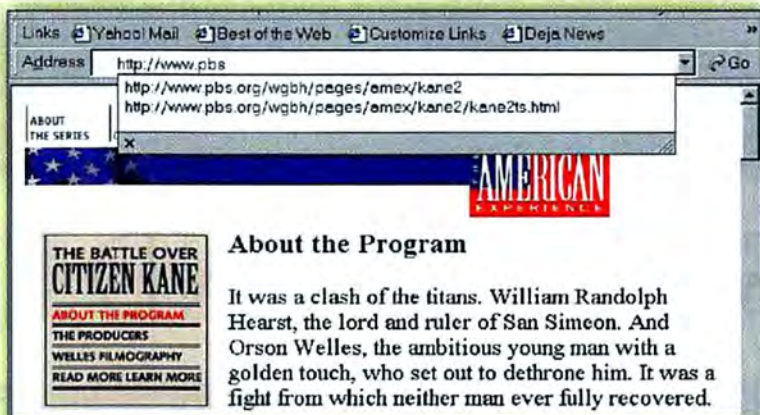 Links Yahoo! Mail Best of the Web Customize Links Deja News »
Address http://www.pbs Go
http://www.pbs.org/wgbh/pages/amex/kane2
http://www.pbs.org/wgbh/pages/amex/kane2/kane2ts.html
ABOUT
THE SERIES
THE AMERICAN
EXPERIENCE
THE BATTLE OVER
CITIZEN KANE
ABOUT THE PROGRAM
THE PRODUCERS
WELLES FILMOGRAPHY
READ MORE LEARN MORE
About the Program
It was a clash of the titans. William Randolph
Hearst, the lord and ruler of San Simeon. And
Orson Welles, the ambitious young man with a
golden touch, who set out to dethrone him. It was a
fight from which neither man ever fully recovered.